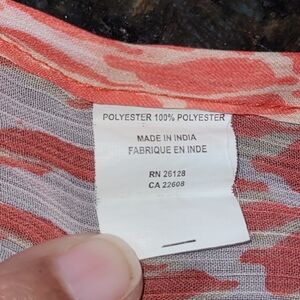 POLYESTER 100% POLYESTER
MADE IN INDIA
FABRIQUE EN INDE
RN 26128
CA 22608